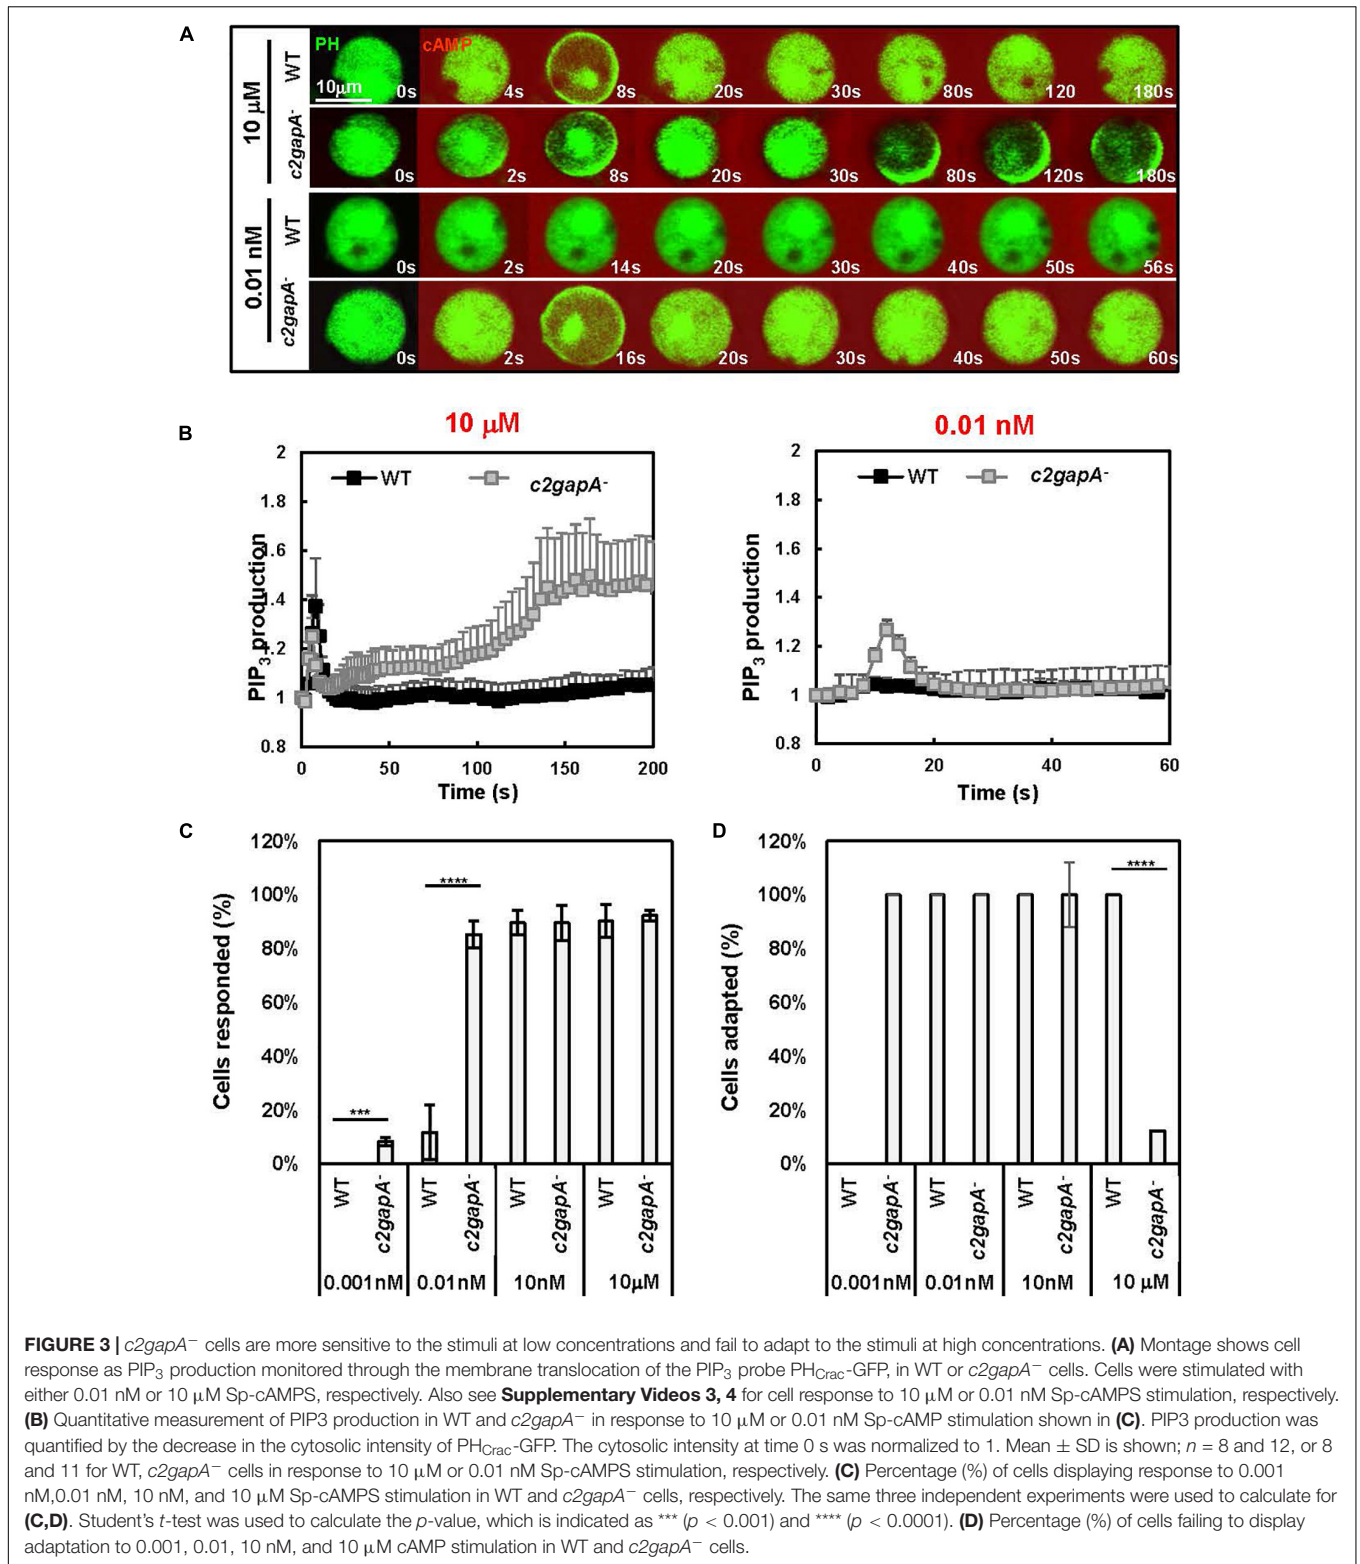 A
10 μM
0.01 nM
WT
c2gapA-
WT
c2gapA-
PH
cAMP
10μm
0s 4s 8s 20s 30s 80s 120 180s
0s 2s 8s 20s 30s 80s 120s 180s
0s 2s 14s 20s 30s 40s 50s 56s
0s 2s 16s 20s 30s 40s 50s 60s
B
10 μM
PIP3 production
2
1.8
1.6
1.4
1.2
1
0.8
WT
c2gapA-
0 50 100 150 200
Time (s)
0.01 nM
PIP3 production
2
1.8
1.6
1.4
1.2
1
0.8
WT
c2gapA-
0 20 40 60
Time (s)
C
Cells responded (%)
120%
100%
80%
60%
40%
20%
0%
***
****
WT c2gapA- WT c2gapA- WT c2gapA- WT c2gapA-
0.001nM 0.01nM 10nM 10μM
D
Cells adapted (%)
120%
100%
80%
60%
40%
20%
0%
****
WT c2gapA- WT c2gapA- WT c2gapA- WT c2gapA-
0.001nM 0.01nM 10nM 10 μM
FIGURE 3 | c2gapA− cells are more sensitive to the stimuli at low concentrations and fail to adapt to the stimuli at high concentrations. (A) Montage shows cell
response as PIP3 production monitored through the membrane translocation of the PIP3 probe PHCrac-GFP, in WT or c2gapA− cells. Cells were stimulated with
either 0.01 nM or 10 μM Sp-cAMPS, respectively. Also see Supplementary Videos 3, 4 for cell response to 10 μM or 0.01 nM Sp-cAMPS stimulation, respectively.
(B) Quantitative measurement of PIP3 production in WT and c2gapA− in response to 10 μM or 0.01 nM Sp-cAMP stimulation shown in (C). PIP3 production was
quantified by the decrease in the cytosolic intensity of PHCrac-GFP. The cytosolic intensity at time 0 s was normalized to 1. Mean ± SD is shown; n = 8 and 12, or 8
and 11 for WT, c2gapA− cells in response to 10 μM or 0.01 nM Sp-cAMPS stimulation, respectively. (C) Percentage (%) of cells displaying response to 0.001
nM,0.01 nM, 10 nM, and 10 μM Sp-cAMPS stimulation in WT and c2gapA− cells, respectively. The same three independent experiments were used to calculate for
(C,D). Student's t-test was used to calculate the p-value, which is indicated as *** (p < 0.001) and **** (p < 0.0001). (D) Percentage (%) of cells failing to display
adaptation to 0.001, 0.01, 10 nM, and 10 μM cAMP stimulation in WT and c2gapA− cells.